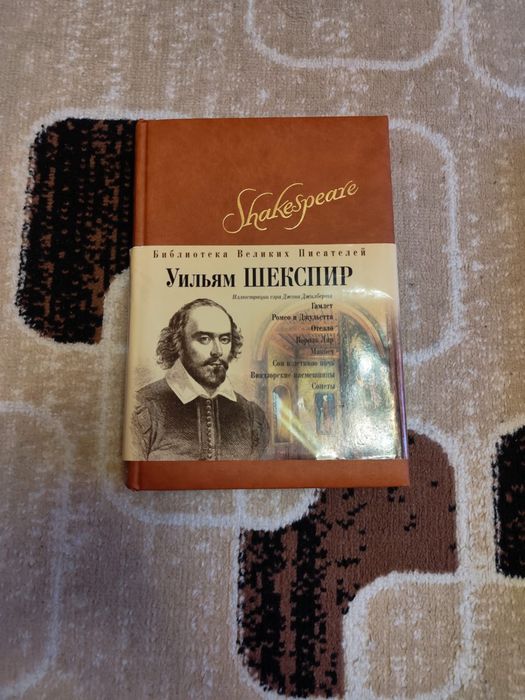 Shakespeare
Библиотека Великих Писателей
Уильям ШЕКСПИР
Иллюстрации сэра Джона Джилберта
Гамлет
Ромео и Джульетта
Отелло
Король Лир
Макбет
Сон в летнюю ночь
Виндзорские насмешницы
Сонеты